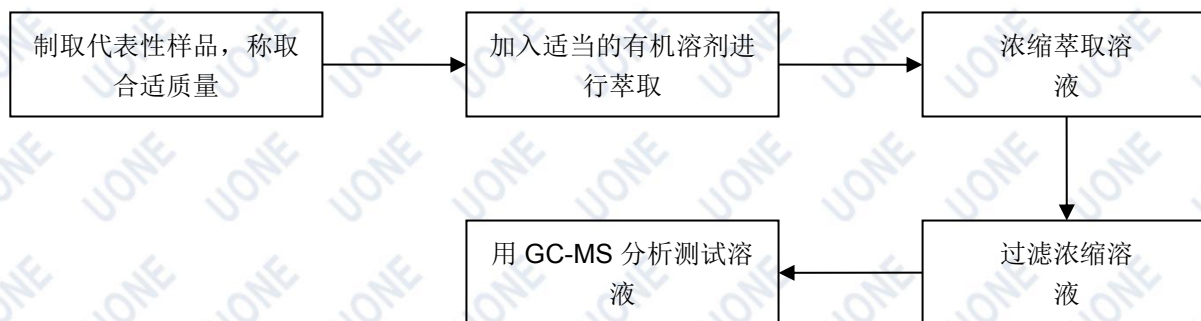 制取代表性样品，称取
合适质量
加入适当的有机溶剂进
行萃取
浓缩萃取溶
液
过滤浓缩溶
液
用 GC-MS 分析测试溶
液
UONE